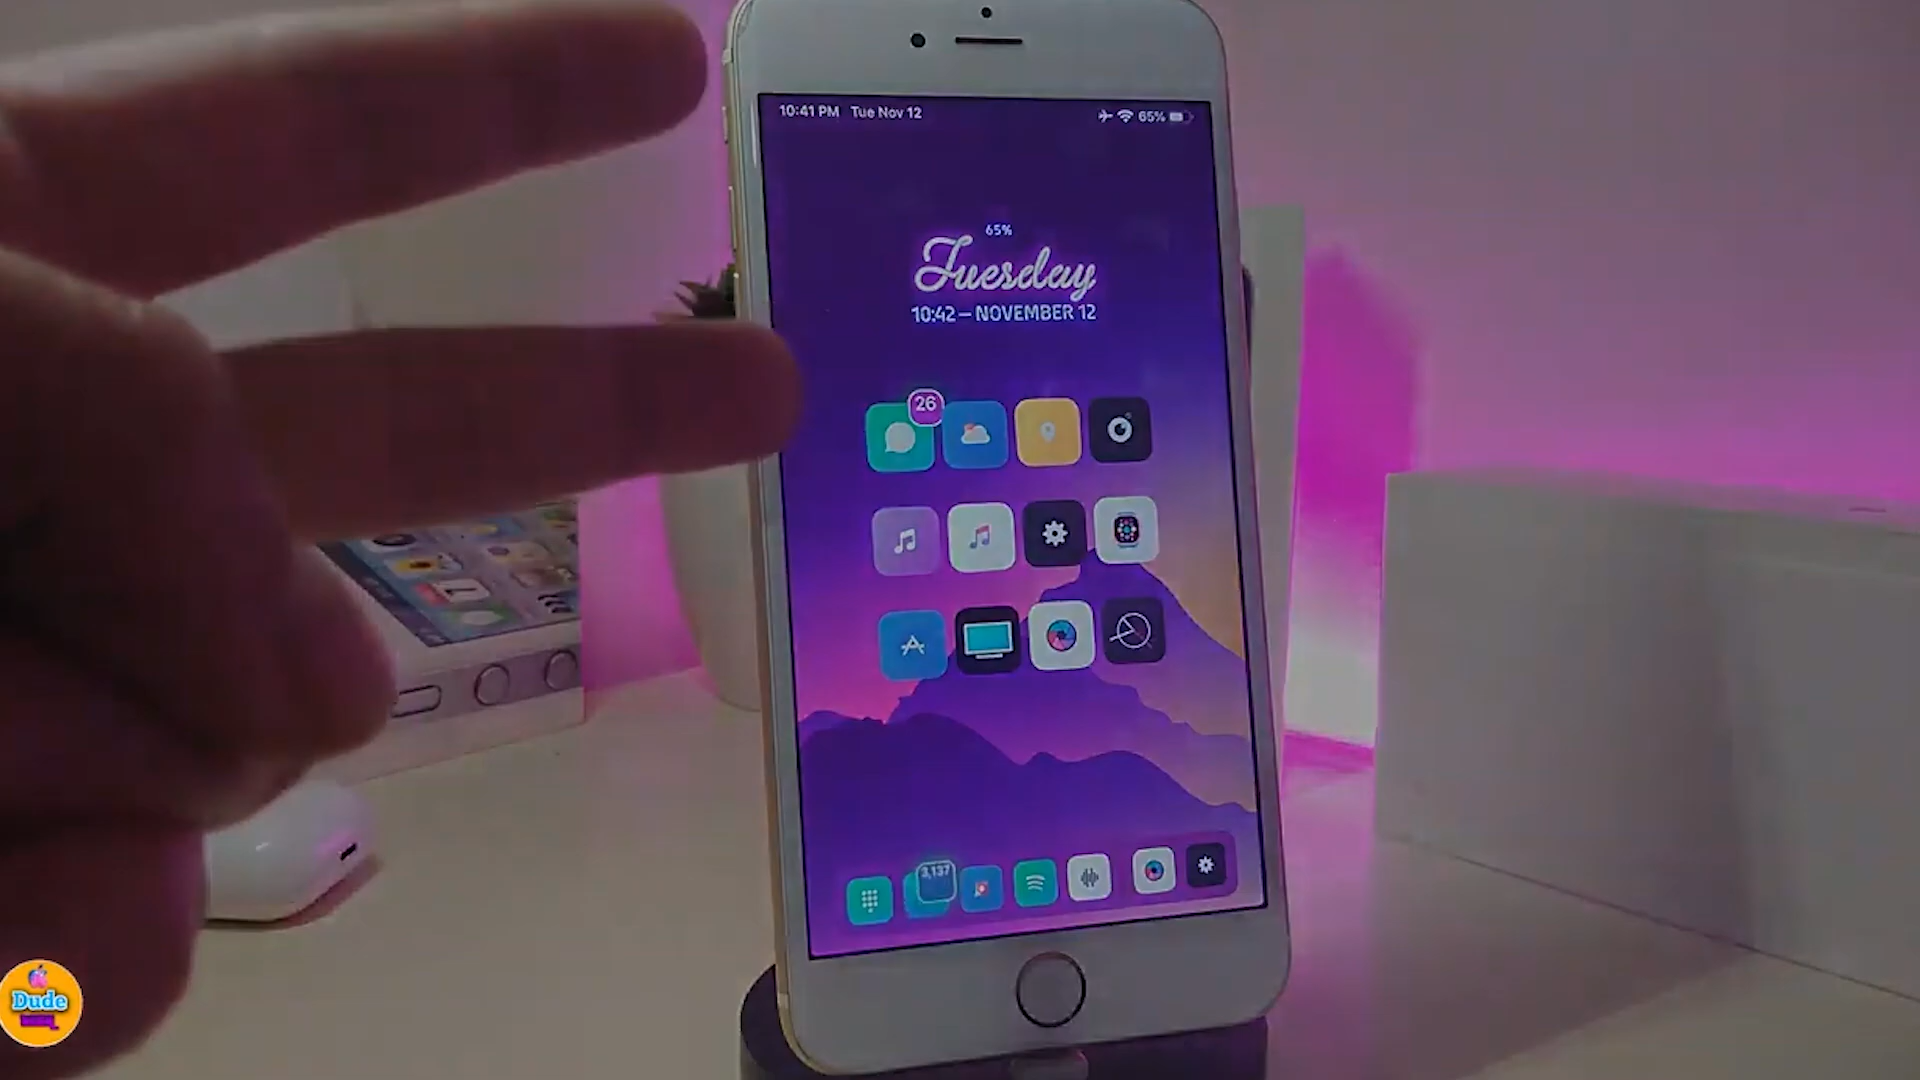 10:41 PM Tue Nov 12
65%
65%
Tuesday
10:42 – NOVEMBER 12
26
3,137
Dude